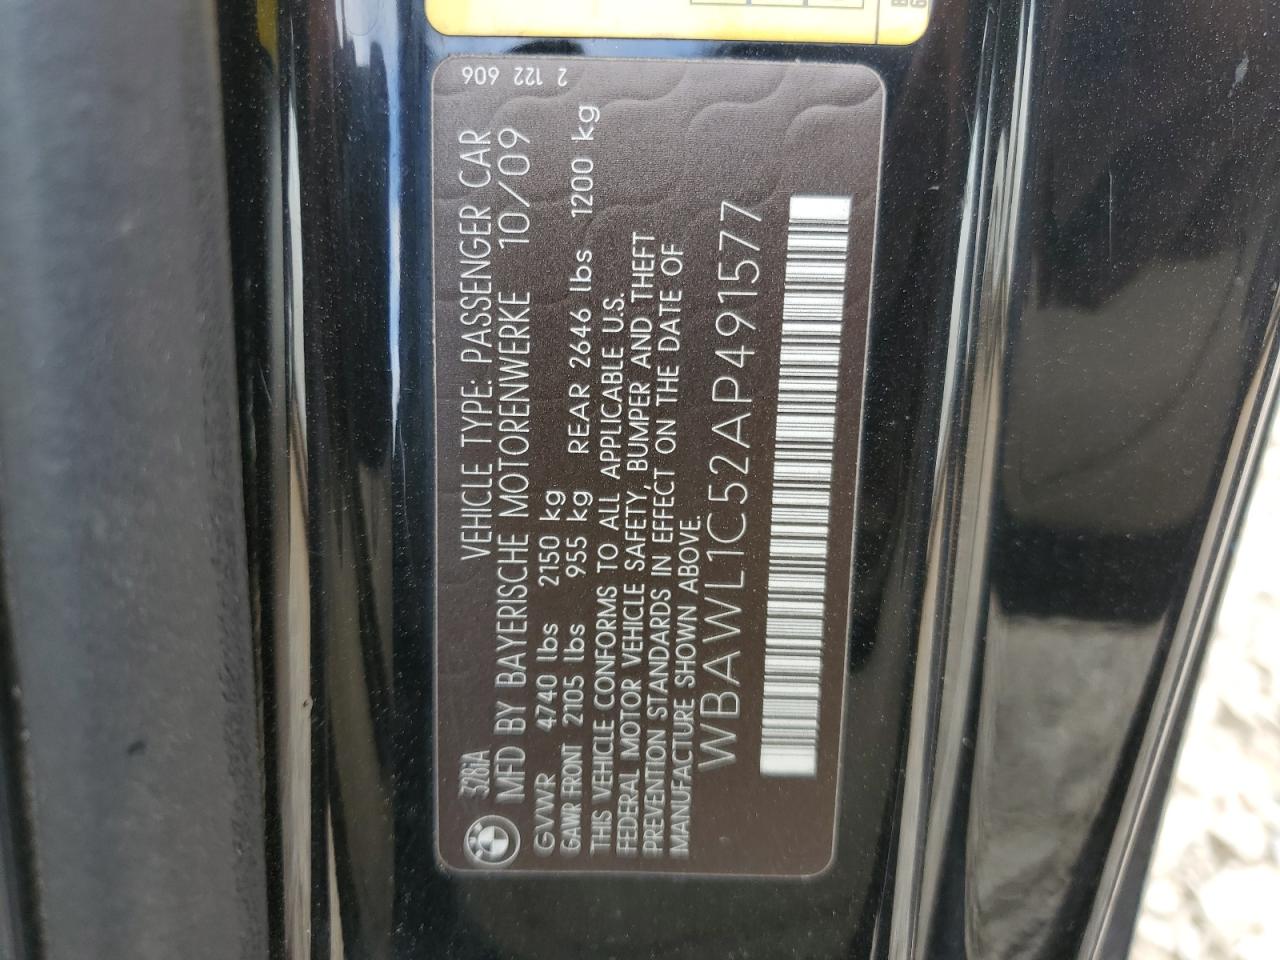 328iA VEHICLE TYPE: PASSENGER CAR 2 122 606
MFD BY BAYERISCHE MOTORENWERKE 10/09
GVWR 4740 lbs 2150 kg
GAWR FRONT 2105 lbs 955 kg REAR 2646 lbs 1200 kg
THIS VEHICLE CONFORMS TO ALL APPLICABLE U.S.
FEDERAL MOTOR VEHICLE SAFETY, BUMPER AND THEFT
PREVENTION STANDARDS IN EFFECT ON THE DATE OF
MANUFACTURE SHOWN ABOVE.
WBAWL1C52AP491577